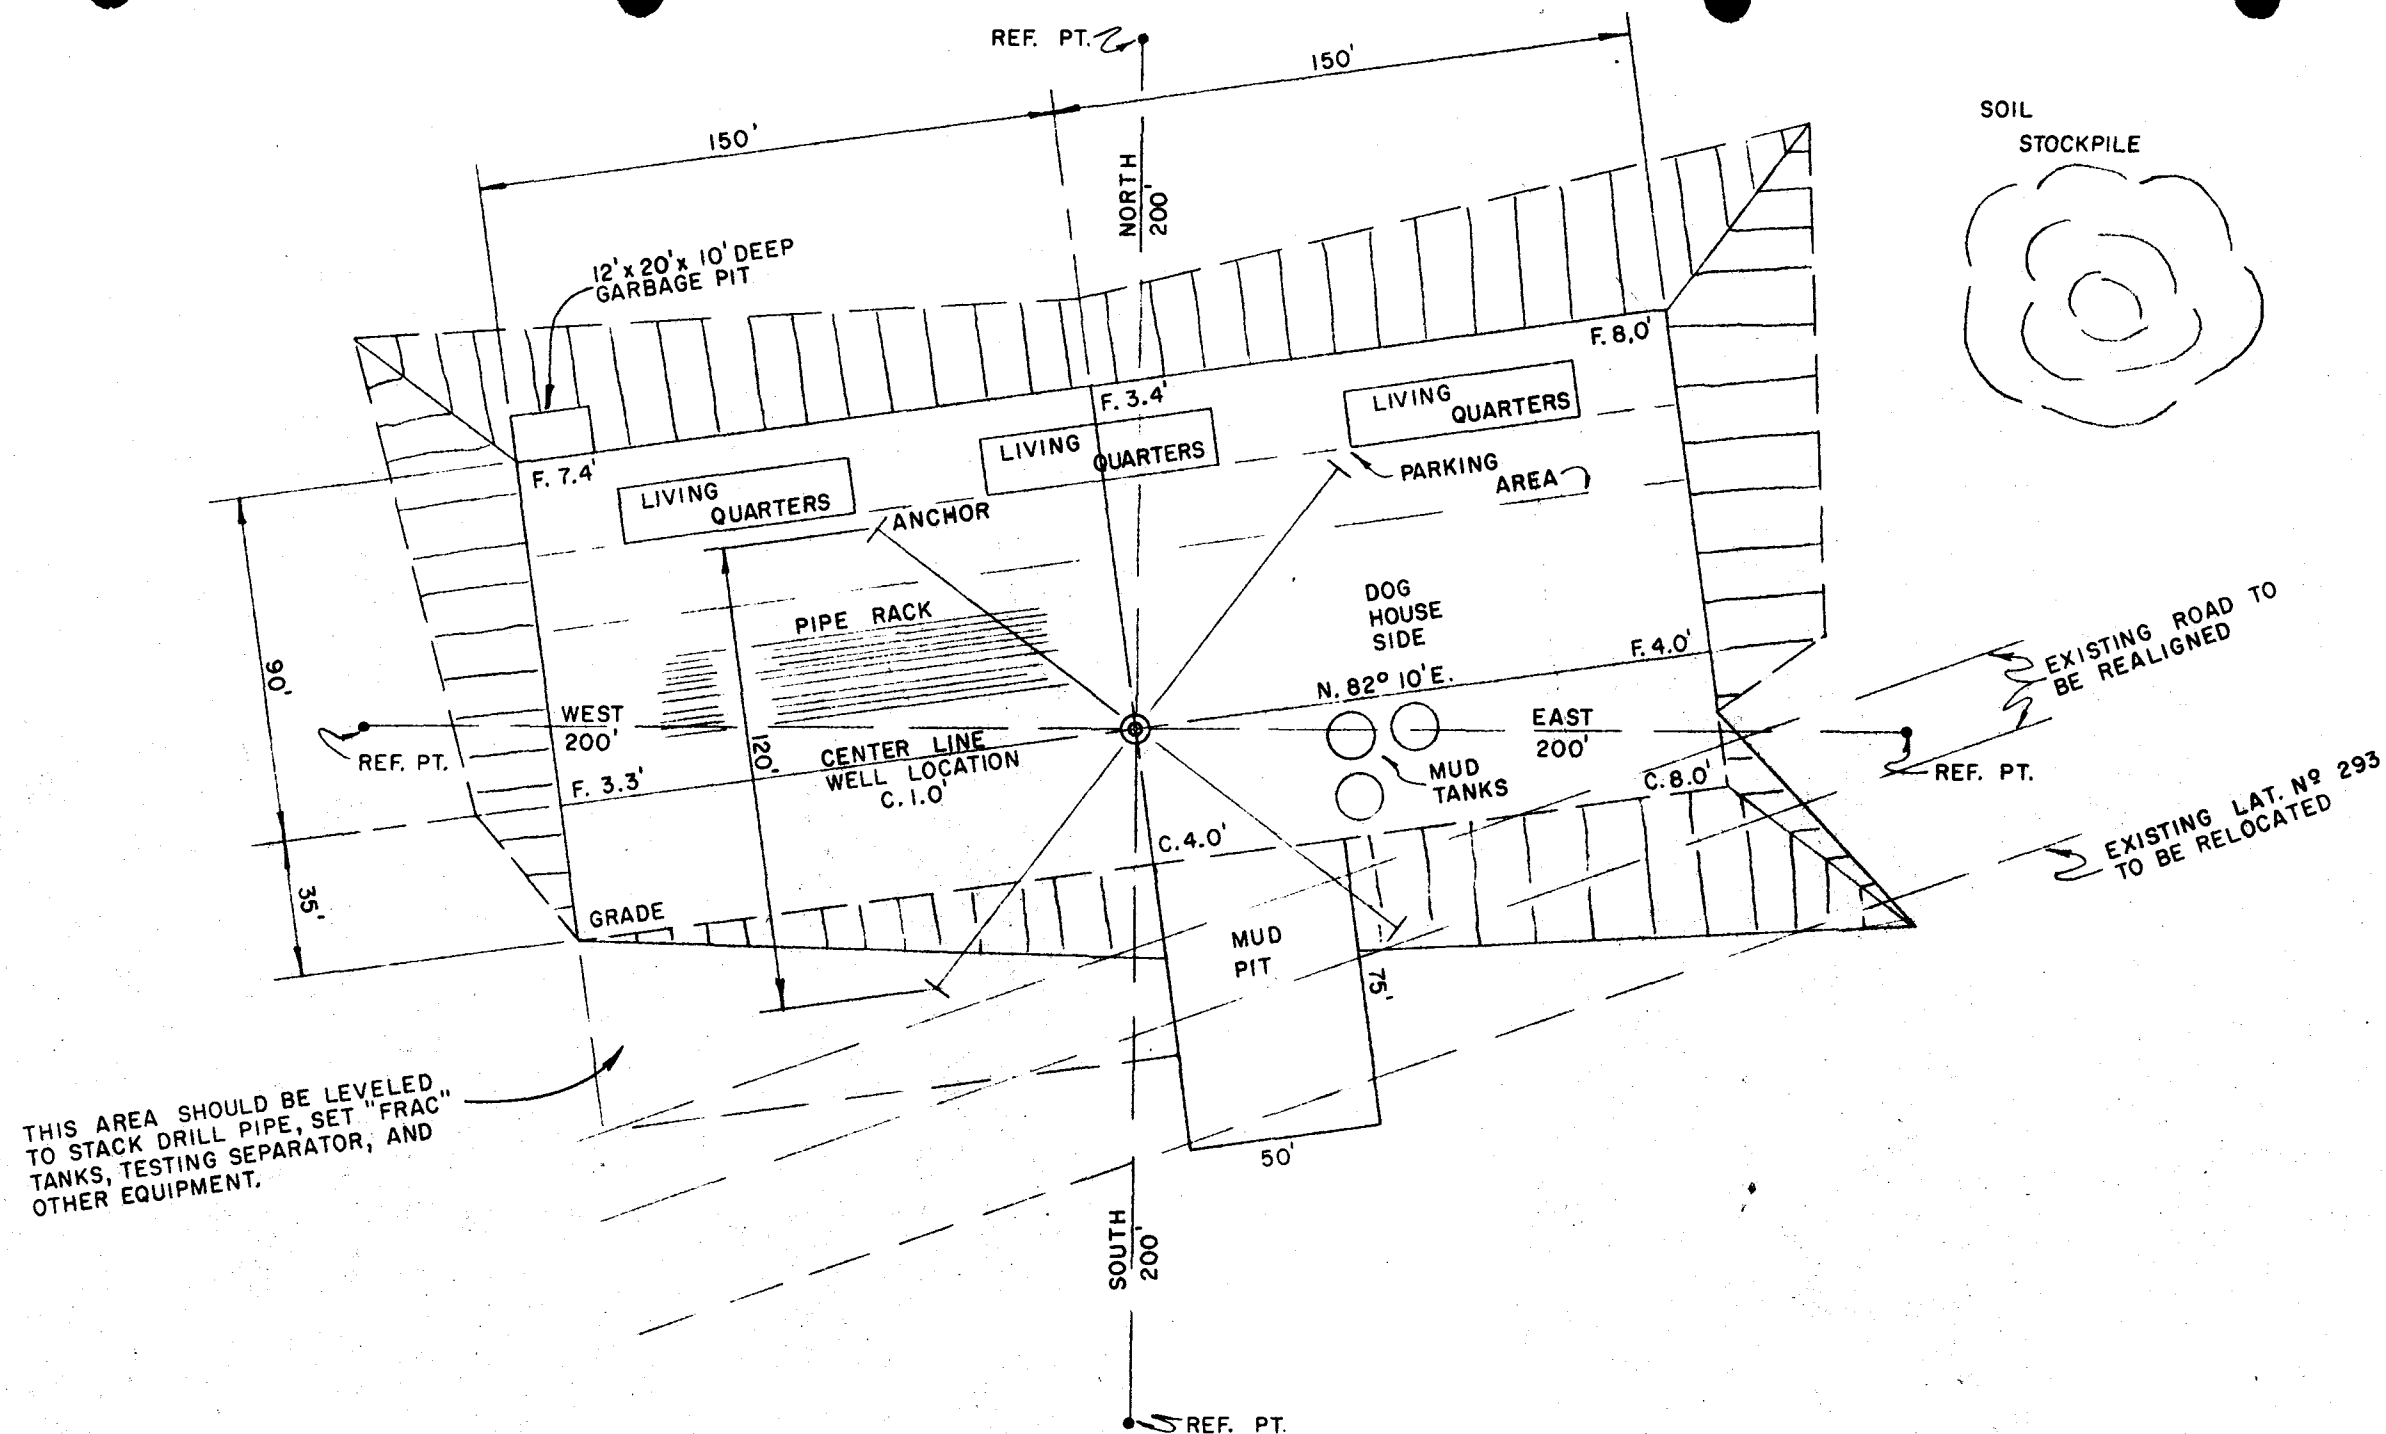 REF. PT.
150'
150'
NORTH
200'
SOIL
STOCKPILE
12' x 20' x 10' DEEP
GARBAGE PIT
F. 8.0'
F. 3.4'
LIVING
QUARTERS
LIVING
QUARTERS
F. 7.4'
LIVING
QUARTERS
PARKING
AREA
ANCHOR
PIPE RACK
DOG
HOUSE
SIDE
F. 4.0'
N. 82° 10' E.
EXISTING ROAD TO
BE REALIGNED
90'
WEST
200'
REF. PT.
120'
CENTER LINE
WELL LOCATION
C. 1.0'
F. 3.3'
EAST
200'
MUD
TANKS
C. 8.0'
REF. PT.
EXISTING LAT. Nº 293
TO BE RELOCATED
C. 4.0'
35'
GRADE
MUD
PIT
75'
50'
THIS AREA SHOULD BE LEVELED
TO STACK DRILL PIPE, SET "FRAC"
TANKS, TESTING SEPARATOR, AND
OTHER EQUIPMENT.
SOUTH
200'
REF. PT.